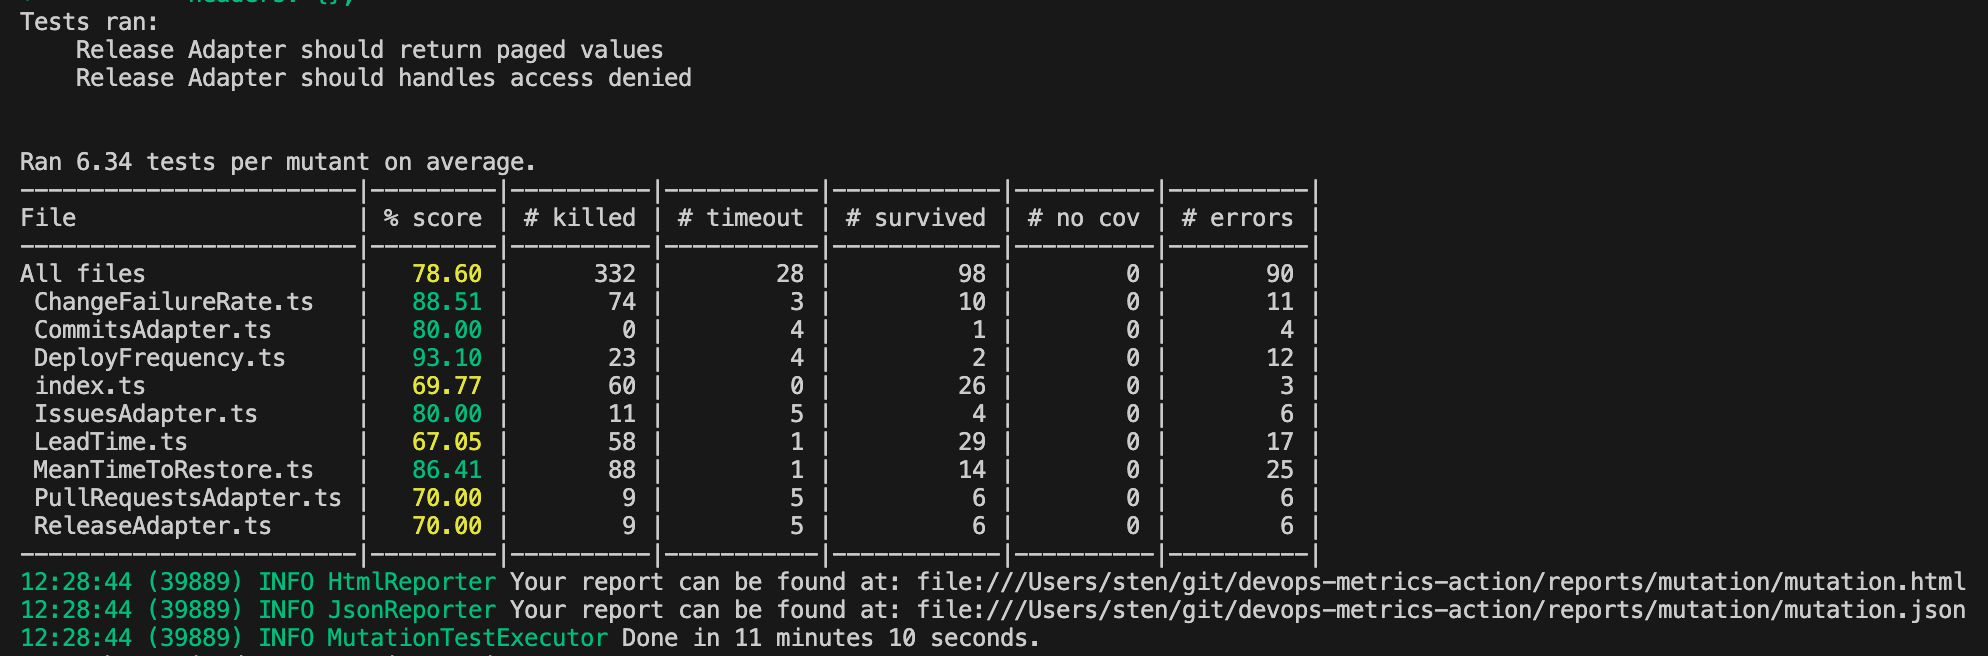 headers: {},
Tests ran:
    Release Adapter should return paged values
    Release Adapter should handles access denied
Ran 6.34 tests per mutant on average.
------------------------|---------|----------|-----------|------------|----------|----------|
File                    | % score | # killed | # timeout | # survived | # no cov | # errors |
------------------------|---------|----------|-----------|------------|----------|----------|
All files               |   78.60 |      332 |        28 |         98 |        0 |       90 |
 ChangeFailureRate.ts   |   88.51 |       74 |         3 |         10 |        0 |       11 |
 CommitsAdapter.ts      |   80.00 |        0 |         4 |          1 |        0 |        4 |
 DeployFrequency.ts     |   93.10 |       23 |         4 |          2 |        0 |       12 |
 index.ts               |   69.77 |       60 |         0 |         26 |        0 |        3 |
 IssuesAdapter.ts       |   80.00 |       11 |         5 |          4 |        0 |        6 |
 LeadTime.ts            |   67.05 |       58 |         1 |         29 |        0 |       17 |
 MeanTimeToRestore.ts   |   86.41 |       88 |         1 |         14 |        0 |       25 |
 PullRequestsAdapter.ts |   70.00 |        9 |         5 |          6 |        0 |        6 |
 ReleaseAdapter.ts      |   70.00 |        9 |         5 |          6 |        0 |        6 |
------------------------|---------|----------|-----------|------------|----------|----------|
12:28:44 (39889) INFO HtmlReporter Your report can be found at: file:///Users/sten/git/devops-metrics-action/reports/mutation/mutation.html
12:28:44 (39889) INFO JsonReporter Your report can be found at: file:///Users/sten/git/devops-metrics-action/reports/mutation/mutation.json
12:28:44 (39889) INFO MutationTestExecutor Done in 11 minutes 10 seconds.